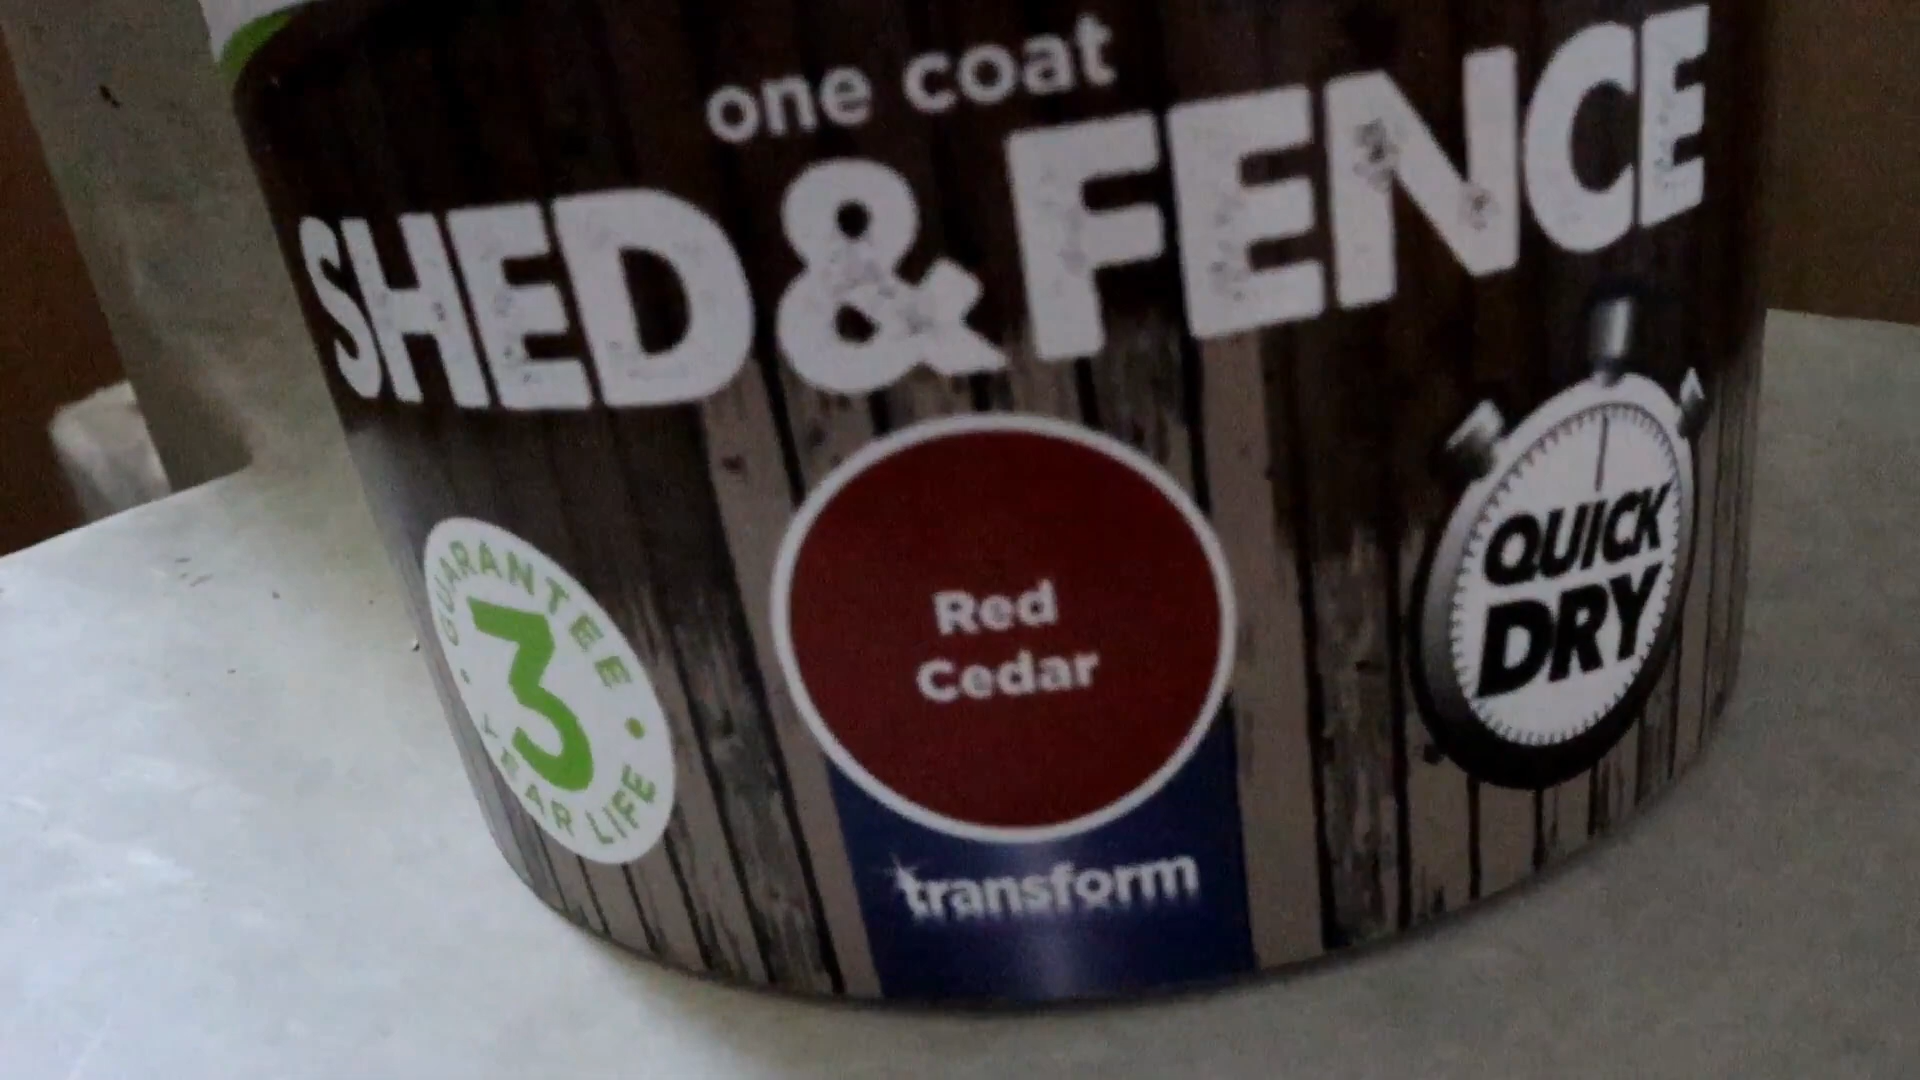 one coat
SHED & FENCE
GUARANTEE
3
YEAR LIFE
Red
Cedar
QUICK
DRY
transform